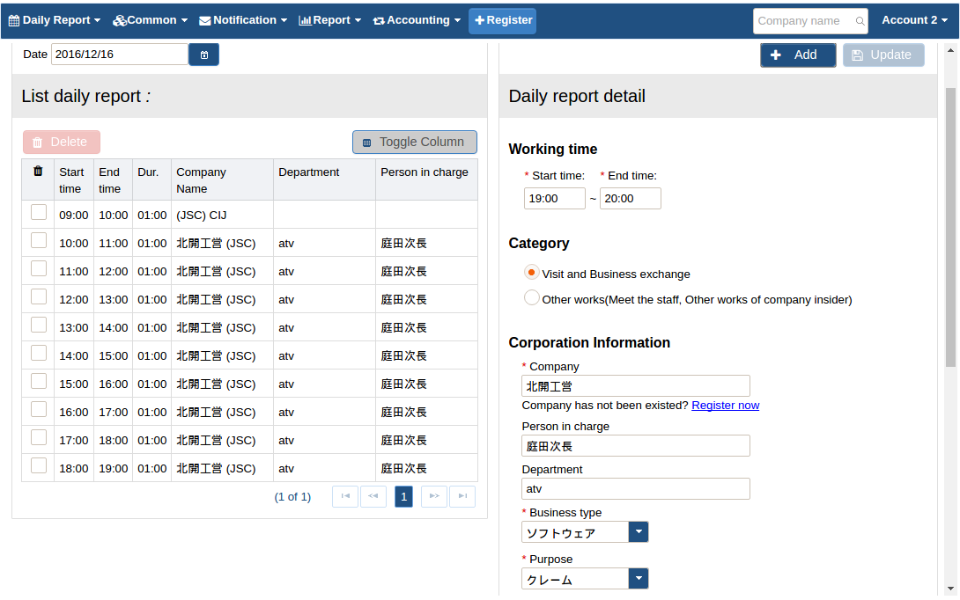 Daily Report Common Notification Report Accounting Register Company name Account 2
Date 2016/12/16
Add Update
List daily report :
Daily report detail
Delete Toggle Column
Start time End time Dur. Company Name Department Person in charge
09:00 10:00 01:00 (JSC) CIJ
10:00 11:00 01:00 北開工営 (JSC) atv 庭田次長
11:00 12:00 01:00 北開工営 (JSC) atv 庭田次長
12:00 13:00 01:00 北開工営 (JSC) atv 庭田次長
13:00 14:00 01:00 北開工営 (JSC) atv 庭田次長
14:00 15:00 01:00 北開工営 (JSC) atv 庭田次長
15:00 16:00 01:00 北開工営 (JSC) atv 庭田次長
16:00 17:00 01:00 北開工営 (JSC) atv 庭田次長
17:00 18:00 01:00 北開工営 (JSC) atv 庭田次長
18:00 19:00 01:00 北開工営 (JSC) atv 庭田次長
(1 of 1) 1
Working time
* Start time: * End time:
19:00 ~ 20:00
Category
Visit and Business exchange
Other works(Meet the staff, Other works of company insider)
Corporation Information
* Company
北開工営
Company has not been existed? Register now
Person in charge
庭田次長
Department
atv
* Business type
ソフトウェア
* Purpose
クレーム